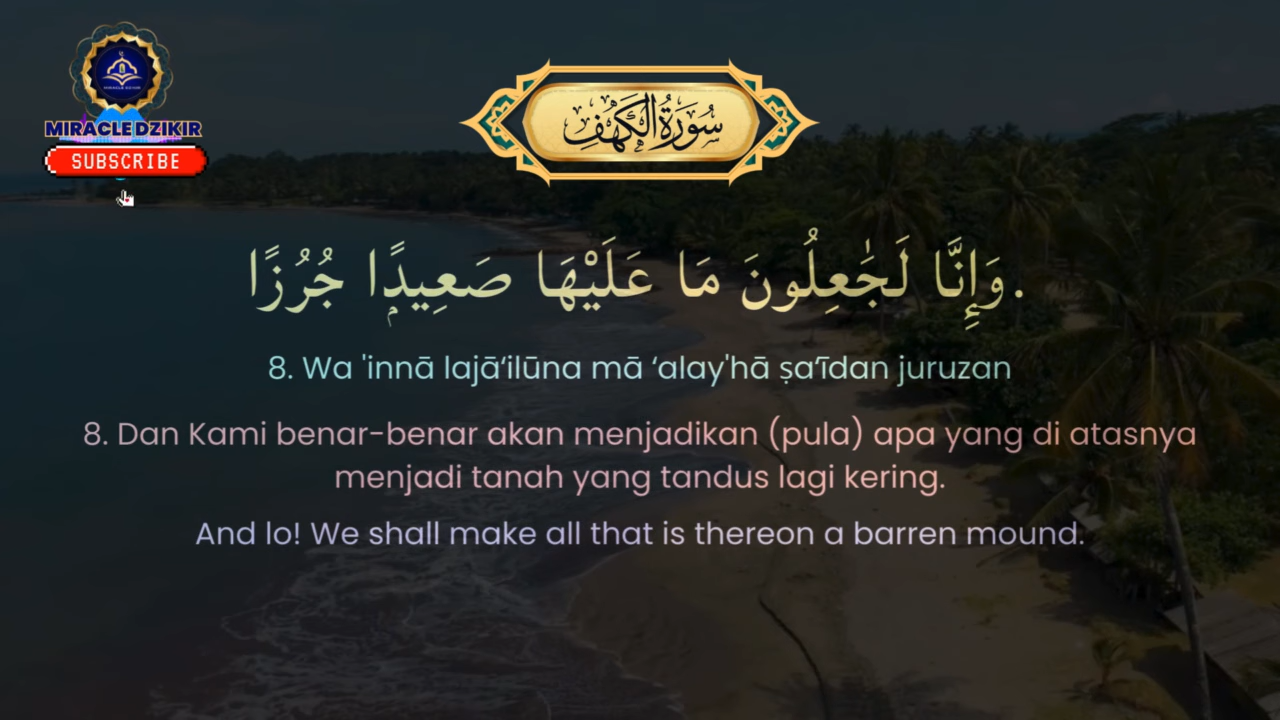 MIRACLE DZIKIR
SUBSCRIBE
سُورَةُ الكَهْفِ
وَإِنَّا لَجَٰعِلُونَ مَا عَلَيْهَا صَعِيدًۭا جُرُزًا.
8. Wa 'innā lajā‘ilūna mā ‘alay'hā ṣa‘īdan juruzan
8. Dan Kami benar-benar akan menjadikan (pula) apa yang di atasnya
menjadi tanah yang tandus lagi kering.
And lo! We shall make all that is thereon a barren mound.